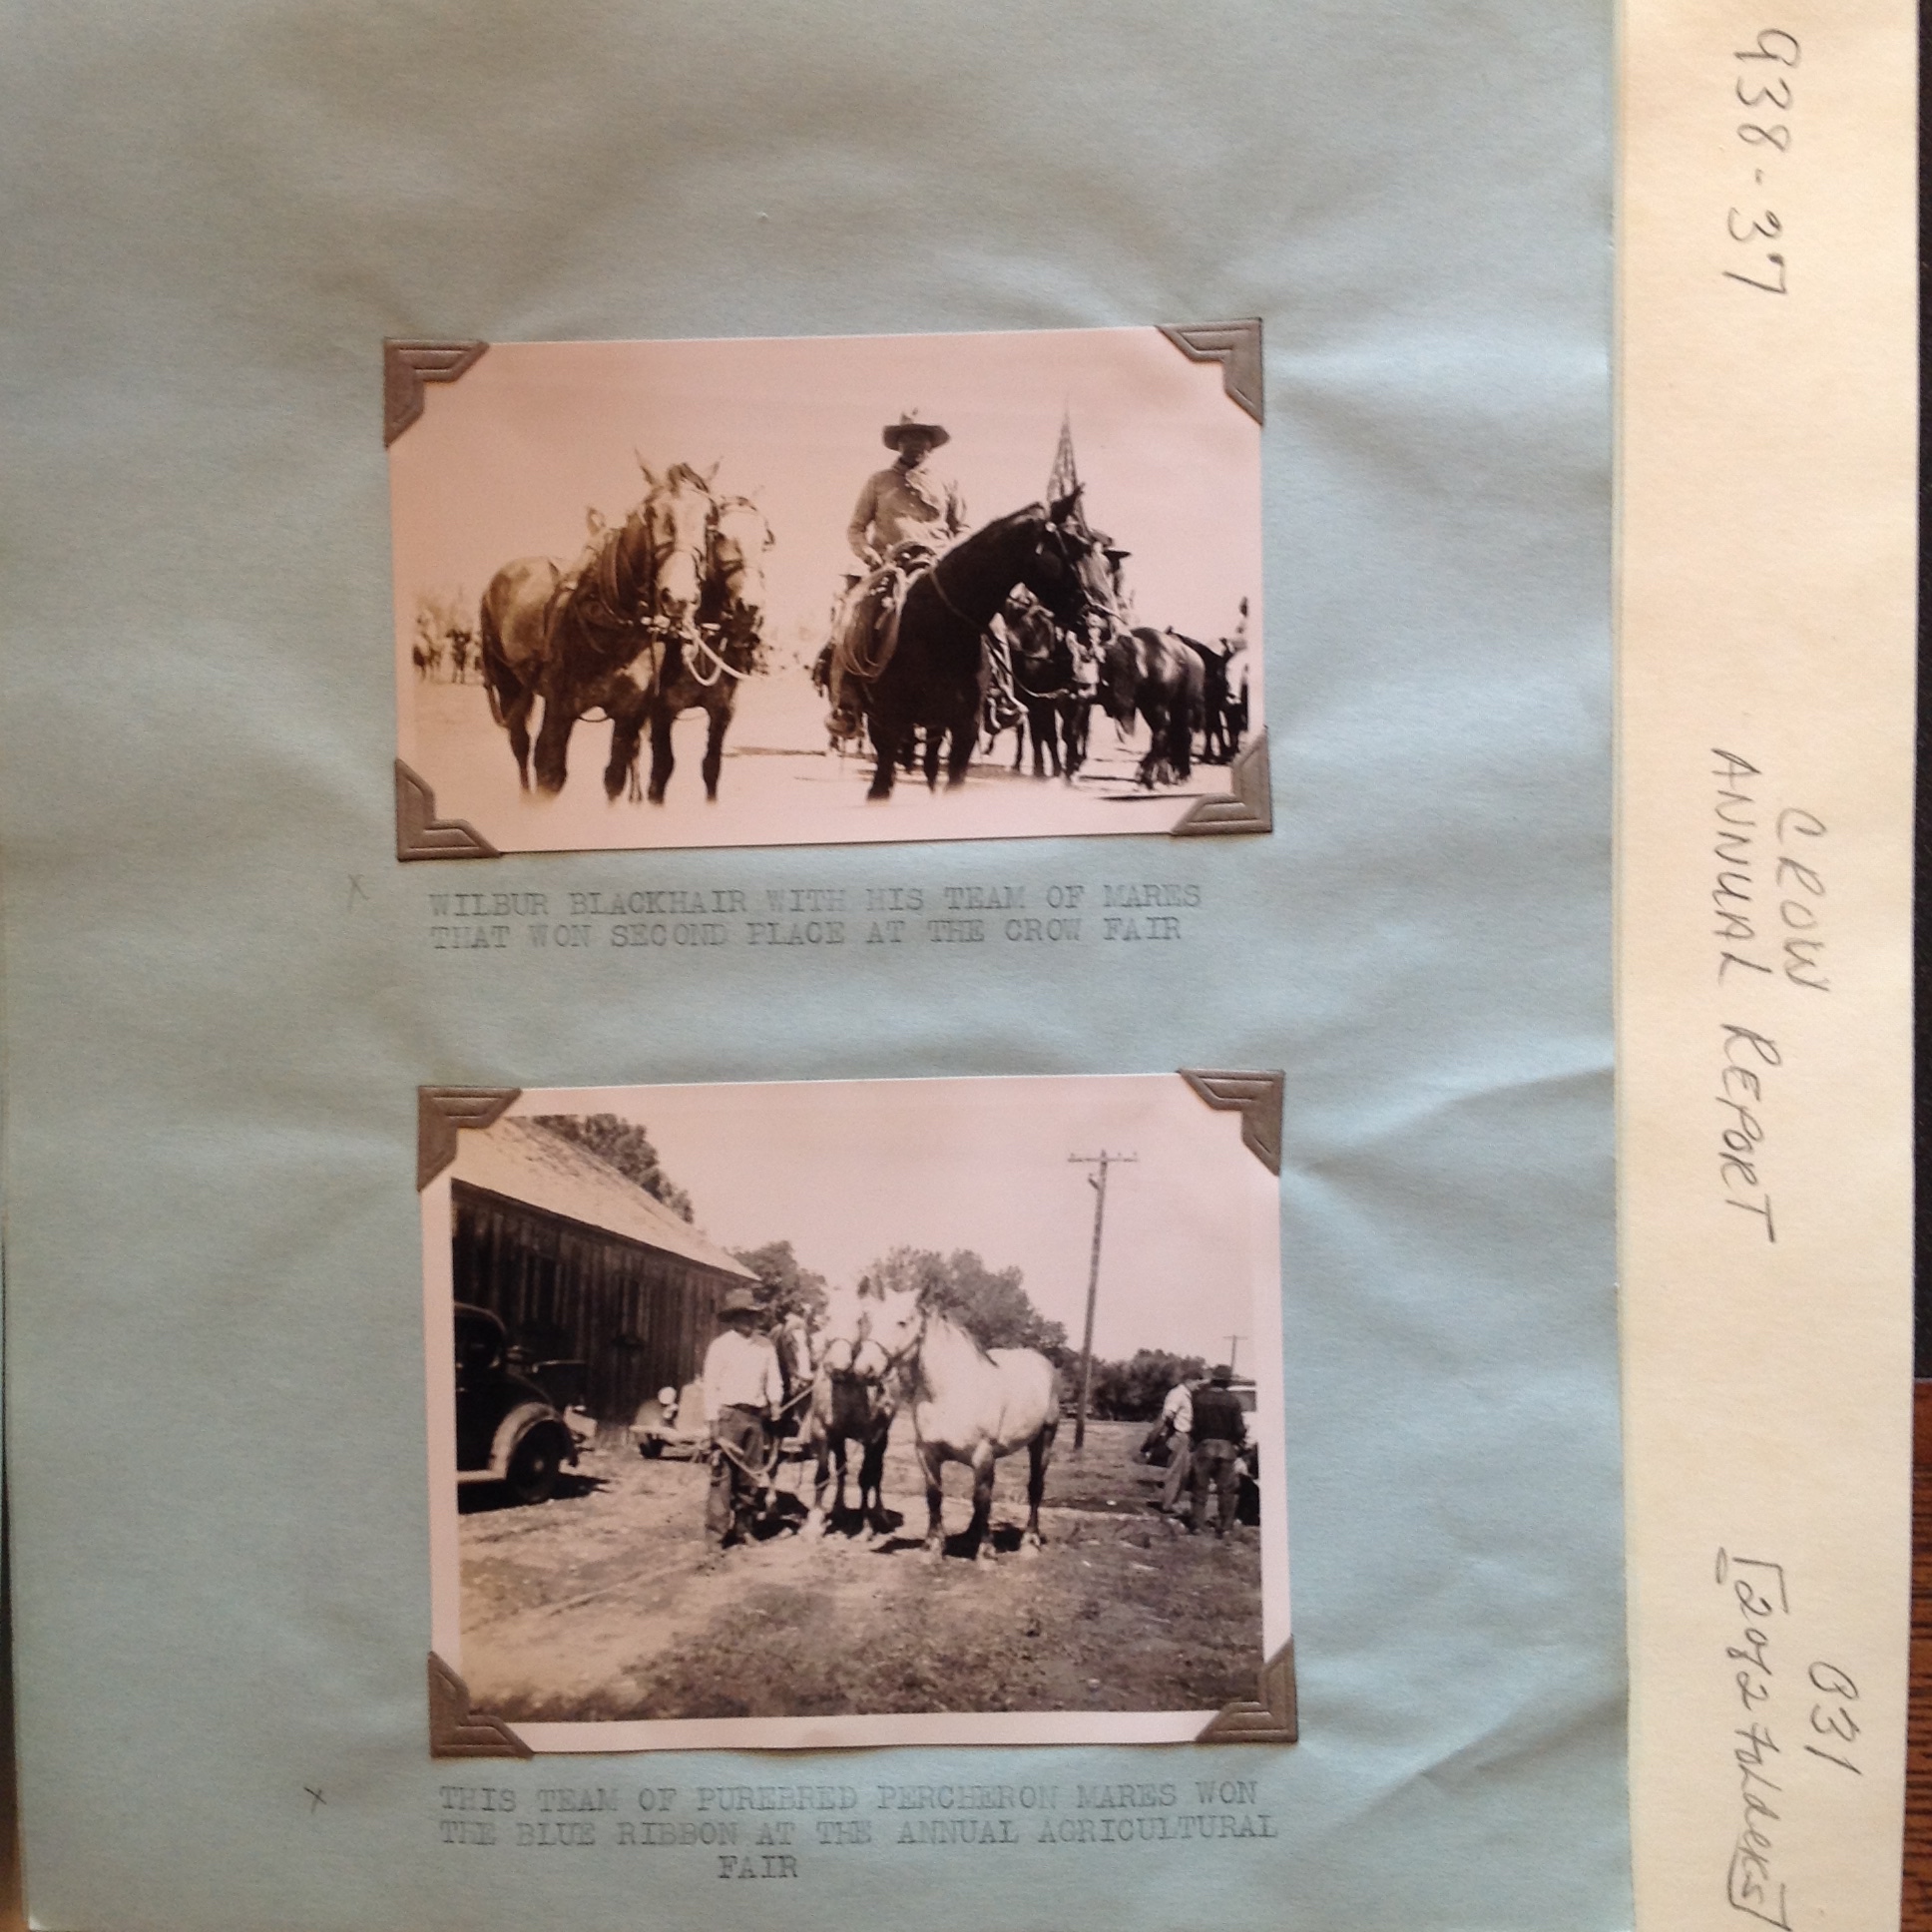 WILBUR BLACKHAIR WITH HIS TEAM OF MARES
THAT WON SECOND PLACE AT THE CROW FAIR
X
THIS TEAM OF PUREBRED PERCHERON MARES WON
THE BLUE RIBBON AT THE ANNUAL AGRICULTURAL
FAIR
X
938-37
CROW
ANNUAL REPORT
031
[2 of 2 folders]